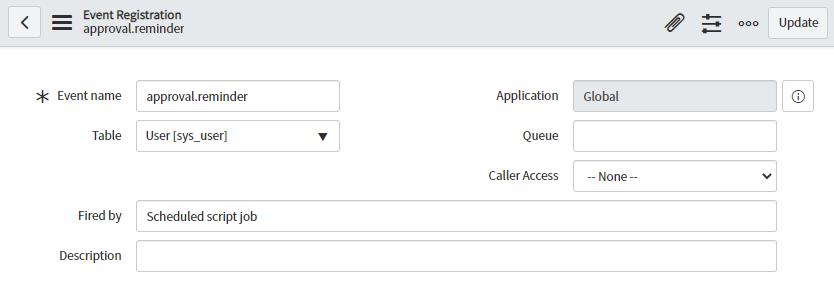 Event Registration
approval.reminder
Update
Event name approval.reminder Application Global
Table User [sys_user] Queue
Caller Access -- None --
Fired by Scheduled script job
Description